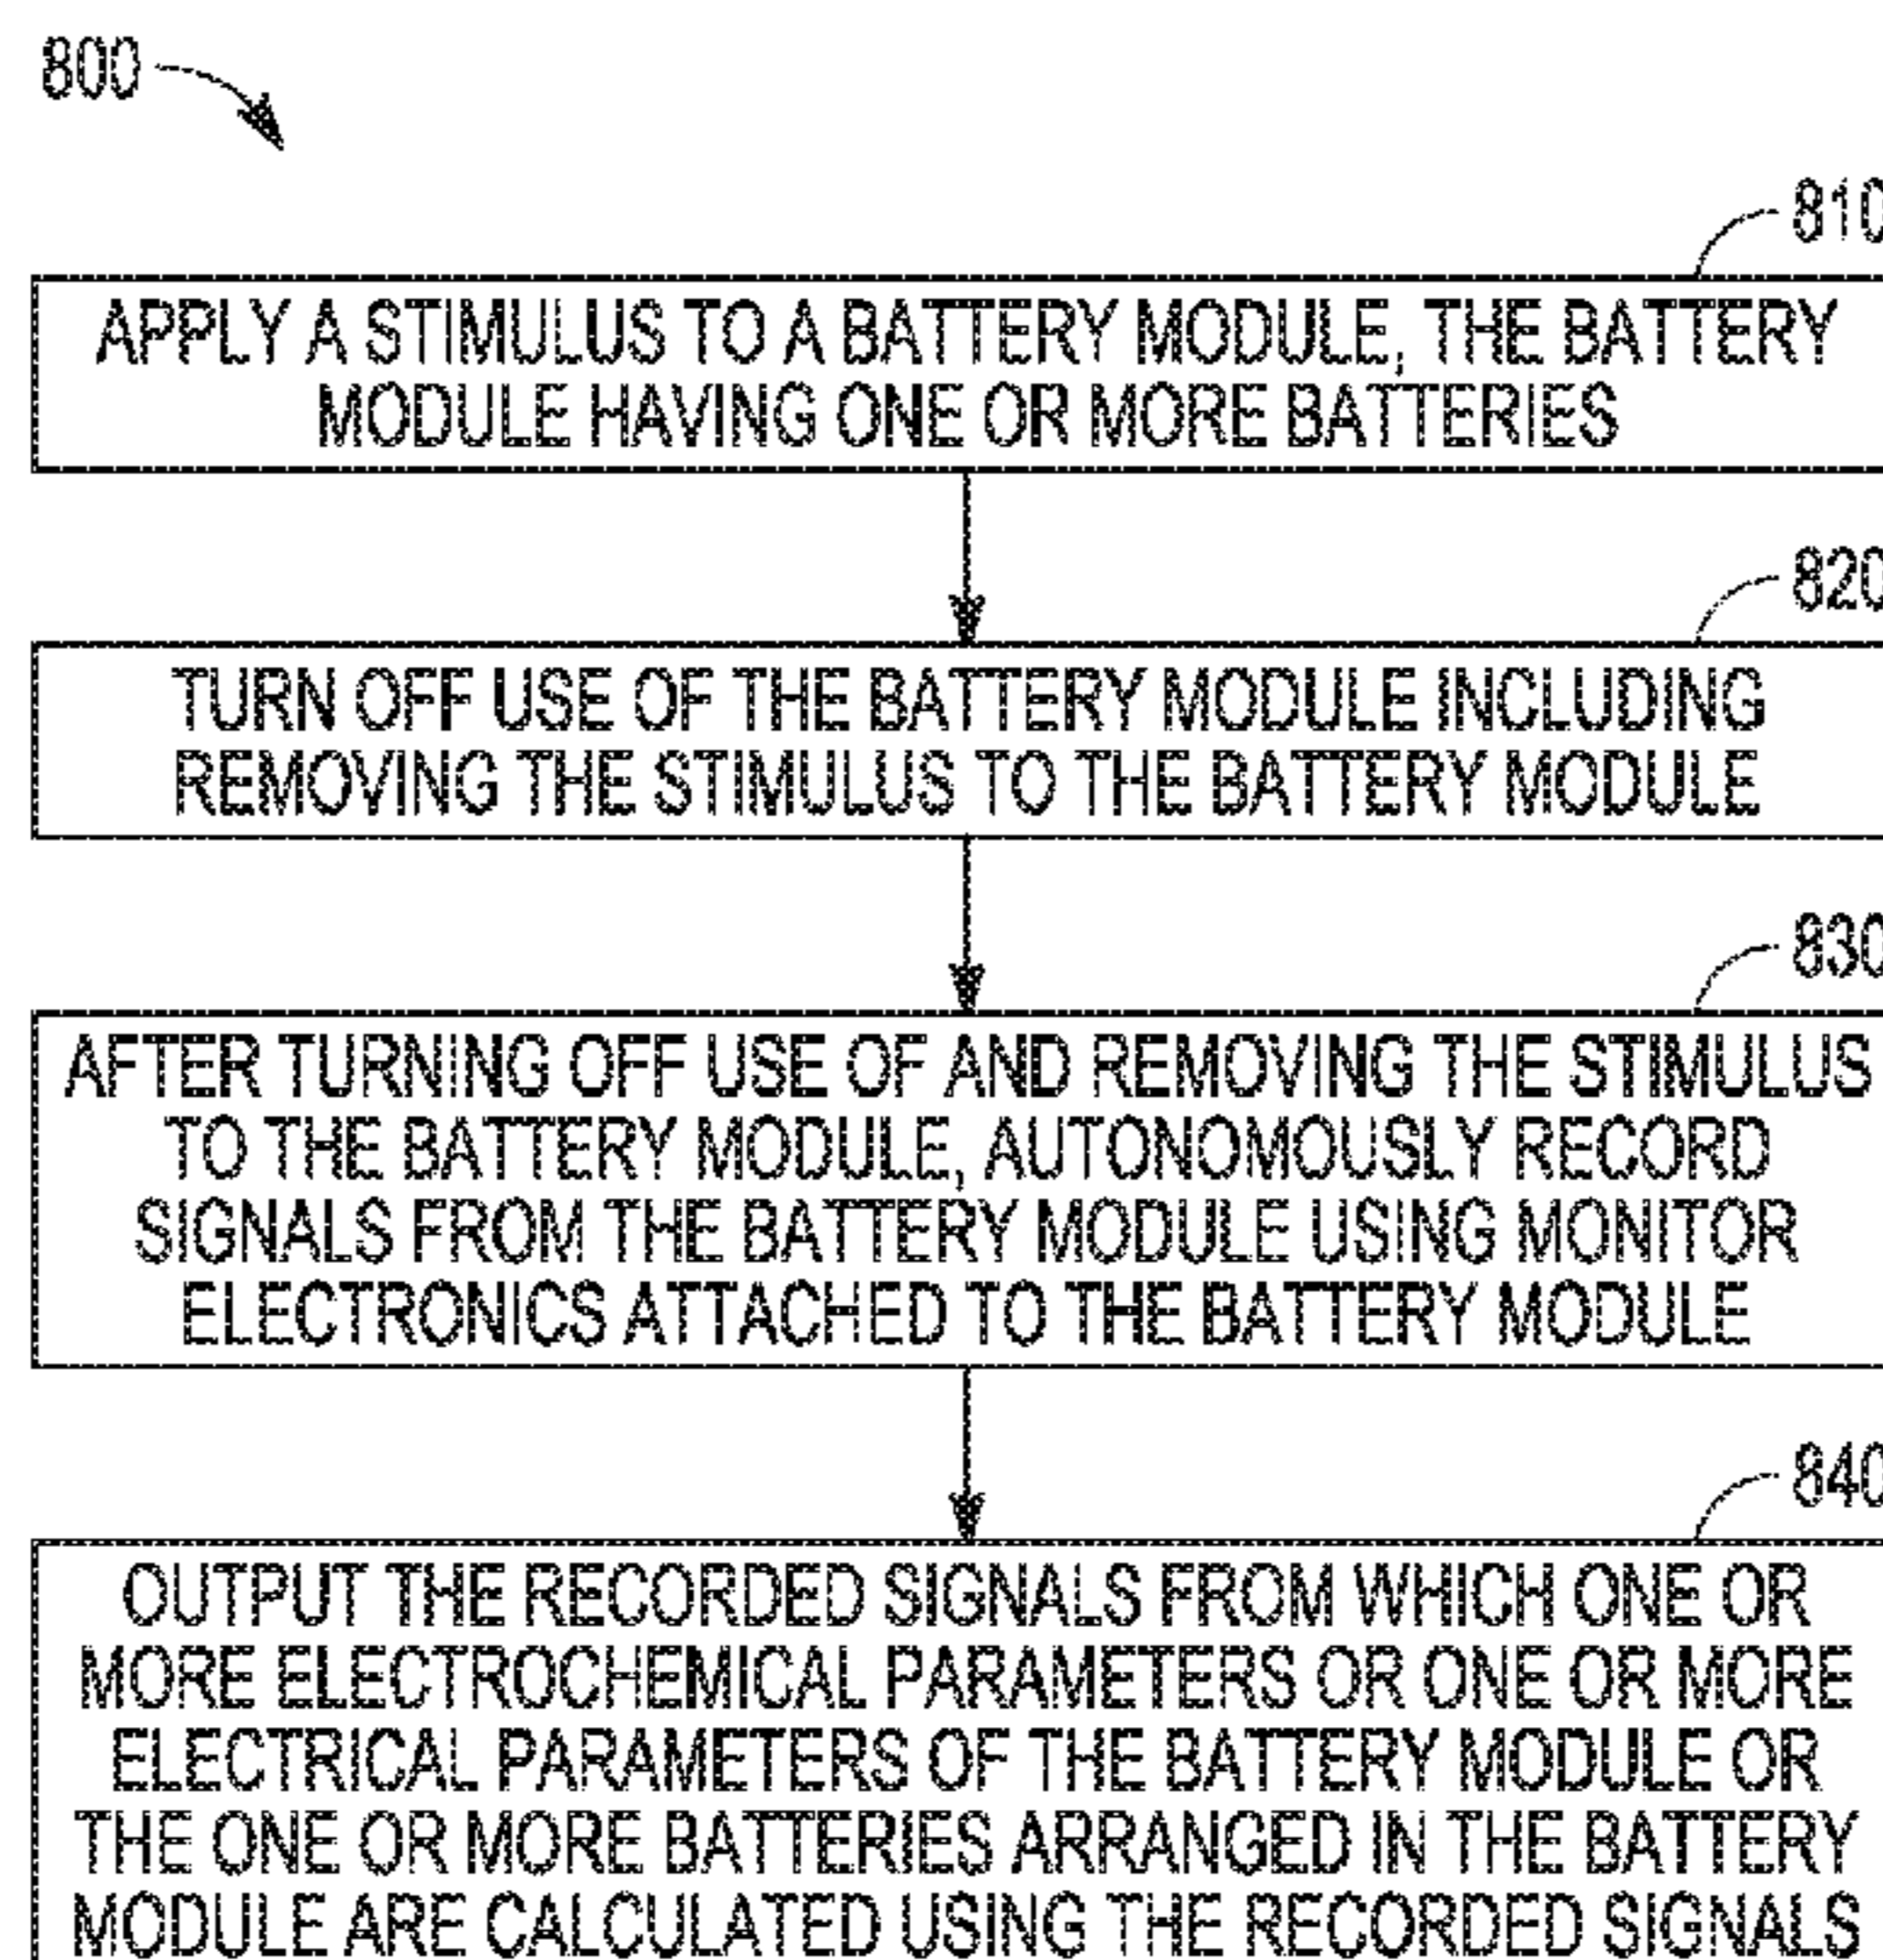 800
810
APPLY A STIMULUS TO A BATTERY MODULE, THE BATTERY
MODULE HAVING ONE OR MORE BATTERIES
820
TURN OFF USE OF THE BATTERY MODULE INCLUDING
REMOVING THE STIMULUS TO THE BATTERY MODULE
830
AFTER TURNING OFF USE OF AND REMOVING THE STIMULUS
TO THE BATTERY MODULE, AUTONOMOUSLY RECORD
SIGNALS FROM THE BATTERY MODULE USING MONITOR
ELECTRONICS ATTACHED TO THE BATTERY MODULE
840
OUTPUT THE RECORDED SIGNALS FROM WHICH ONE OR
MORE ELECTROCHEMICAL PARAMETERS OR ONE OR MORE
ELECTRICAL PARAMETERS OF THE BATTERY MODULE OR
THE ONE OR MORE BATTERIES ARRANGED IN THE BATTERY
MODULE ARE CALCULATED USING THE RECORDED SIGNALS